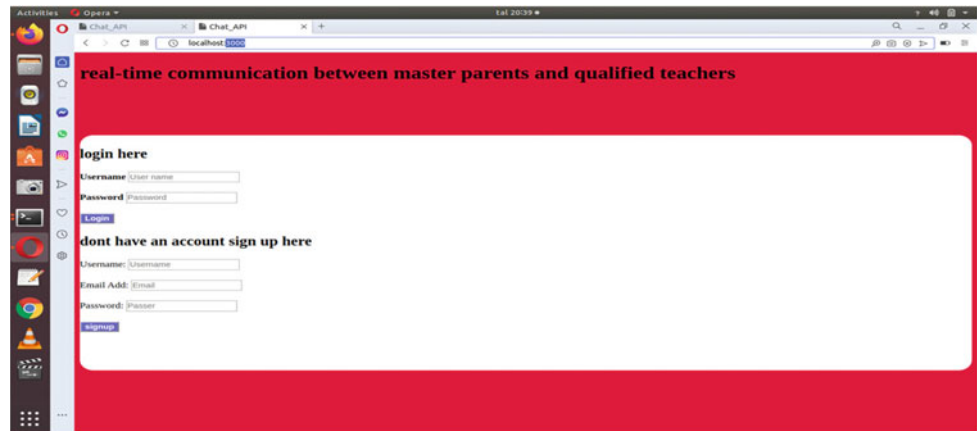 Activities Opera tal 20:39
Chat_API Chat_API
localhost:3000
real-time communication between master parents and qualified teachers
login here
Username User name
Password Password
Login
dont have an account sign up here
Username: Username
Email Add: Email
Password: Passer
signup